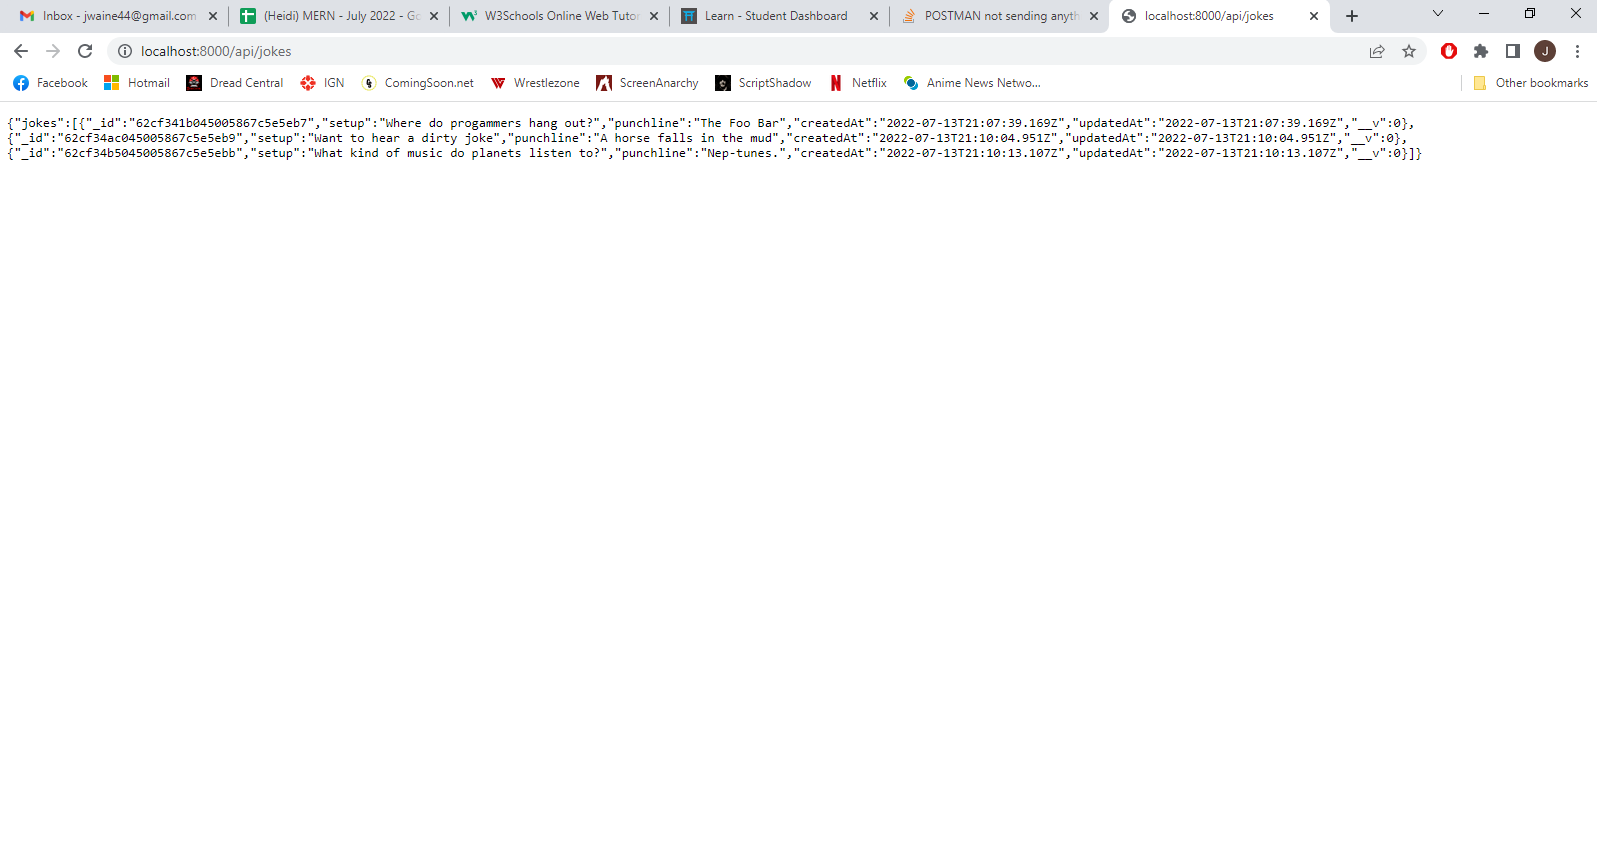 Inbox - jwaine44@gmail.com
(Heidi) MERN - July 2022 - Go
W3Schools Online Web Tutor
Learn - Student Dashboard
POSTMAN not sending anyth
localhost:8000/api/jokes
localhost:8000/api/jokes
J
Facebook Hotmail Dread Central IGN ComingSoon.net Wrestlezone ScreenAnarchy ScriptShadow Netflix Anime News Netwo... Other bookmarks
{"jokes":[{"_id":"62cf341b045005867c5e5eb7","setup":"Where do progammers hang out?","punchline":"The Foo Bar","createdAt":"2022-07-13T21:07:39.169Z","updatedAt":"2022-07-13T21:07:39.169Z","__v":0},
{"_id":"62cf34ac045005867c5e5eb9","setup":"Want to hear a dirty joke","punchline":"A horse falls in the mud","createdAt":"2022-07-13T21:10:04.951Z","updatedAt":"2022-07-13T21:10:04.951Z","__v":0},
{"_id":"62cf34b5045005867c5e5ebb","setup":"What kind of music do planets listen to?","punchline":"Nep-tunes.","createdAt":"2022-07-13T21:10:13.107Z","updatedAt":"2022-07-13T21:10:13.107Z","__v":0}]}